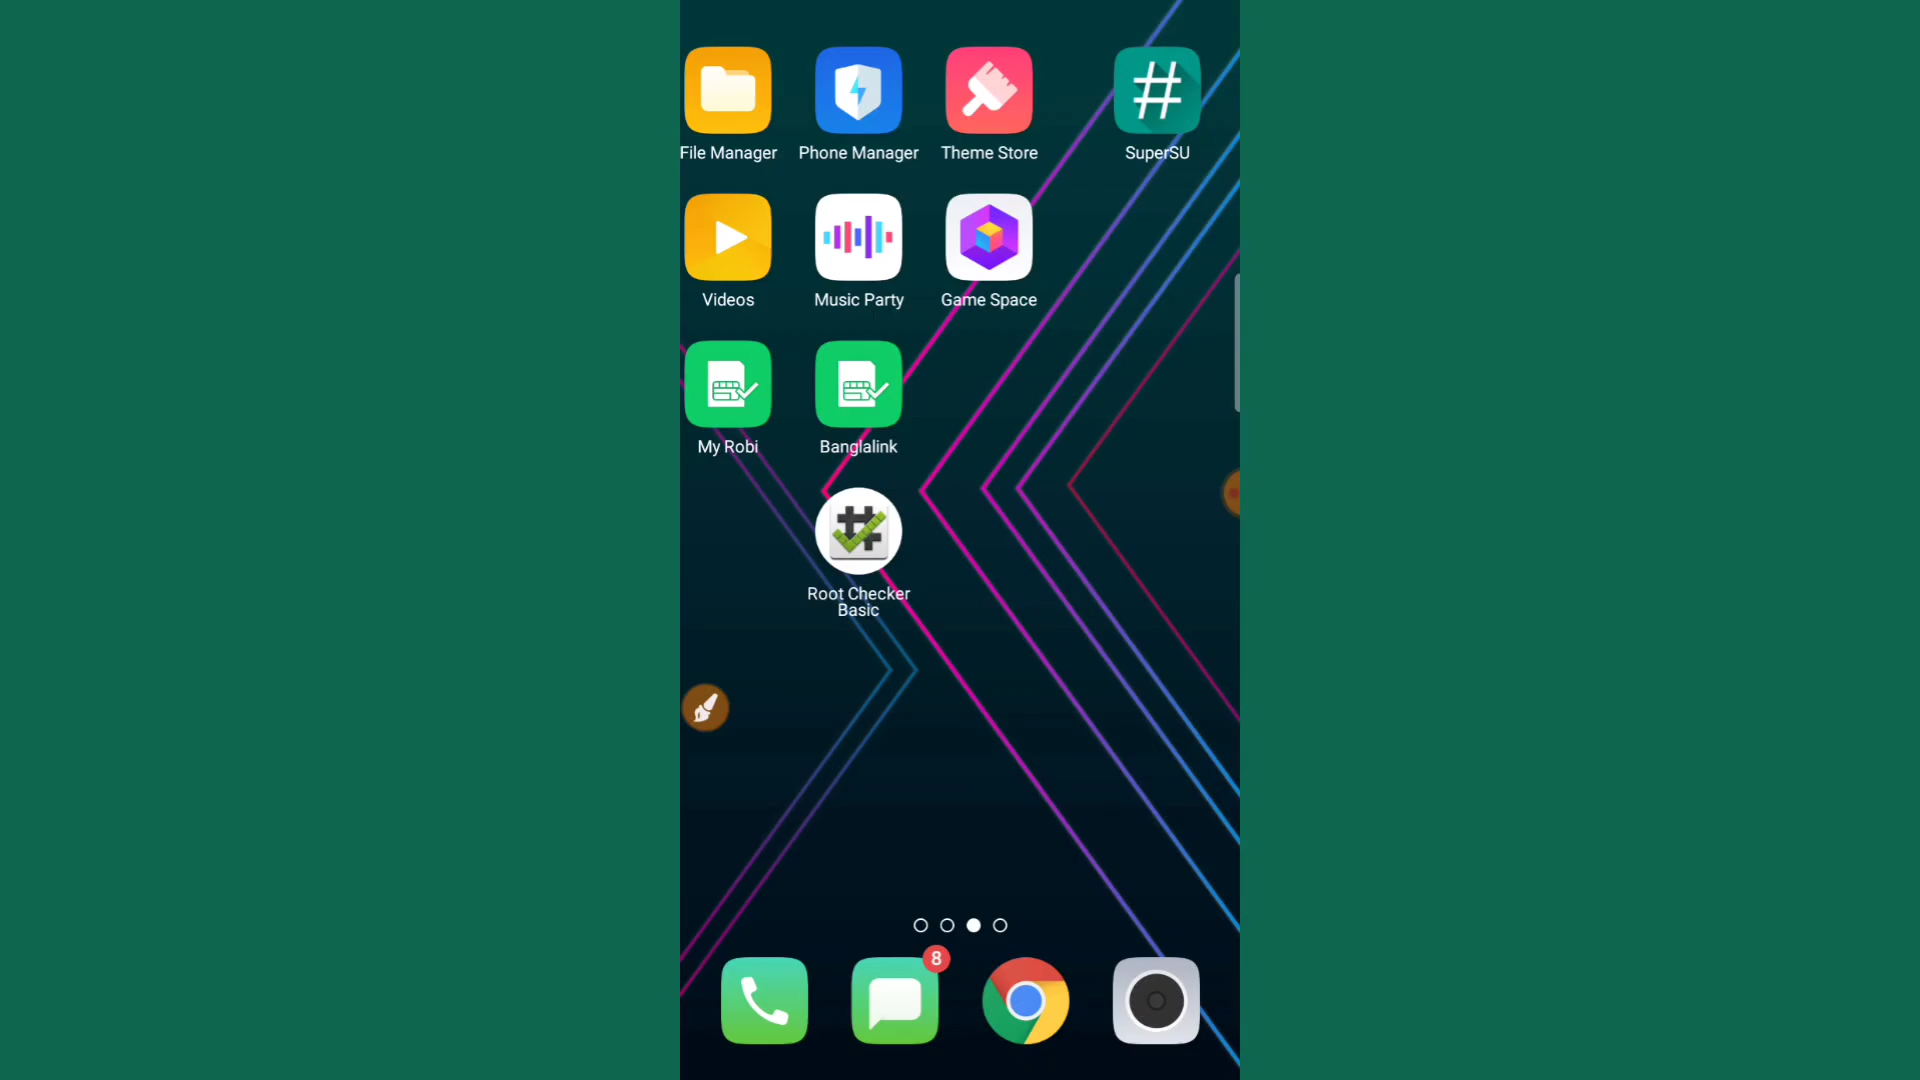 File Manager
Phone Manager
Theme Store
SuperSU
Videos
Music Party
Game Space
My Robi
Banglalink
Root Checker
Basic
8